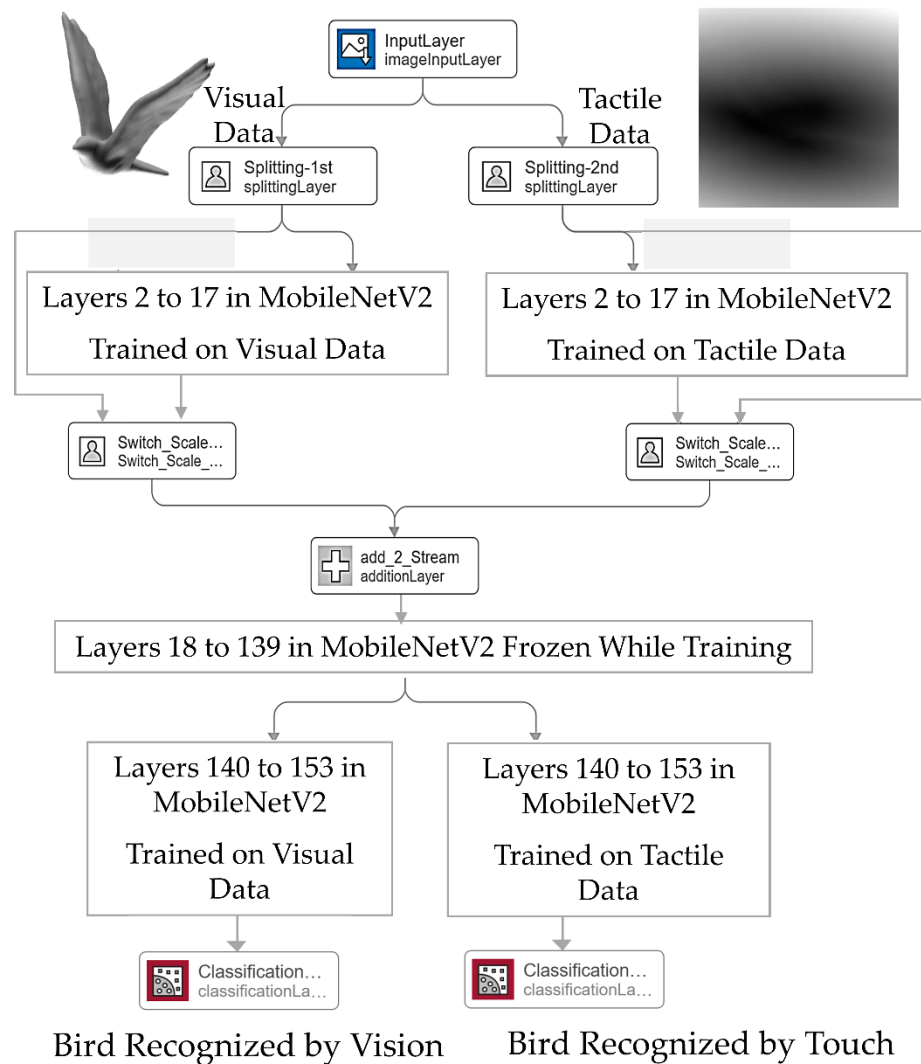 InputLayer
imageInputLayer
Visual
Data
Tactile
Data
Splitting-1st
splittingLayer
Splitting-2nd
splittingLayer
Layers 2 to 17 in MobileNetV2
Trained on Visual Data
Layers 2 to 17 in MobileNetV2
Trained on Tactile Data
Switch_Scale...
Switch_Scale_...
Switch_Scale...
Switch_Scale_...
add_2_Stream
additionLayer
Layers 18 to 139 in MobileNetV2 Frozen While Training
Layers 140 to 153 in
MobileNetV2
Trained on Visual
Data
Layers 140 to 153 in
MobileNetV2
Trained on Tactile
Data
Classification...
classificationLa...
Classification...
classificationLa...
Bird Recognized by Vision
Bird Recognized by Touch